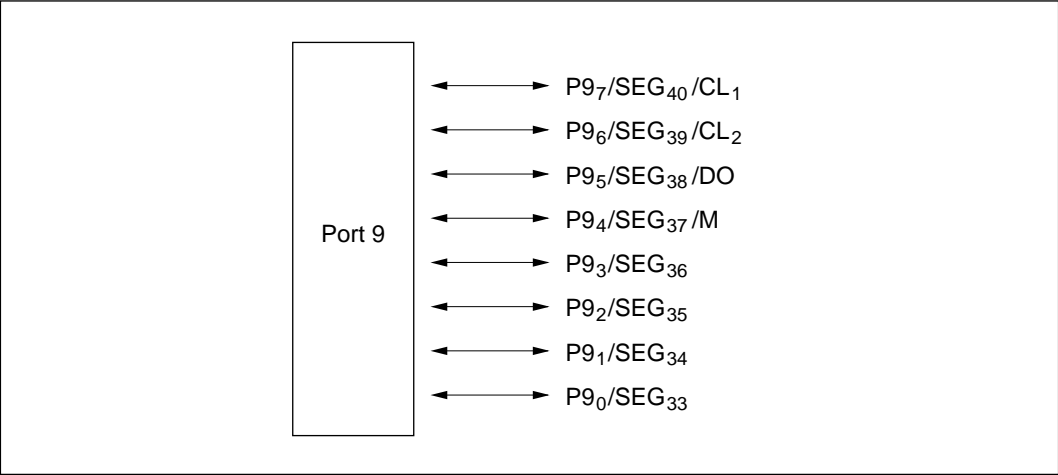 P9₇/SEG₄₀/CL₁
P9₆/SEG₃₉/CL₂
P9₅/SEG₃₈/DO
P9₄/SEG₃₇/M
Port 9
P9₃/SEG₃₆
P9₂/SEG₃₅
P9₁/SEG₃₄
P9₀/SEG₃₃